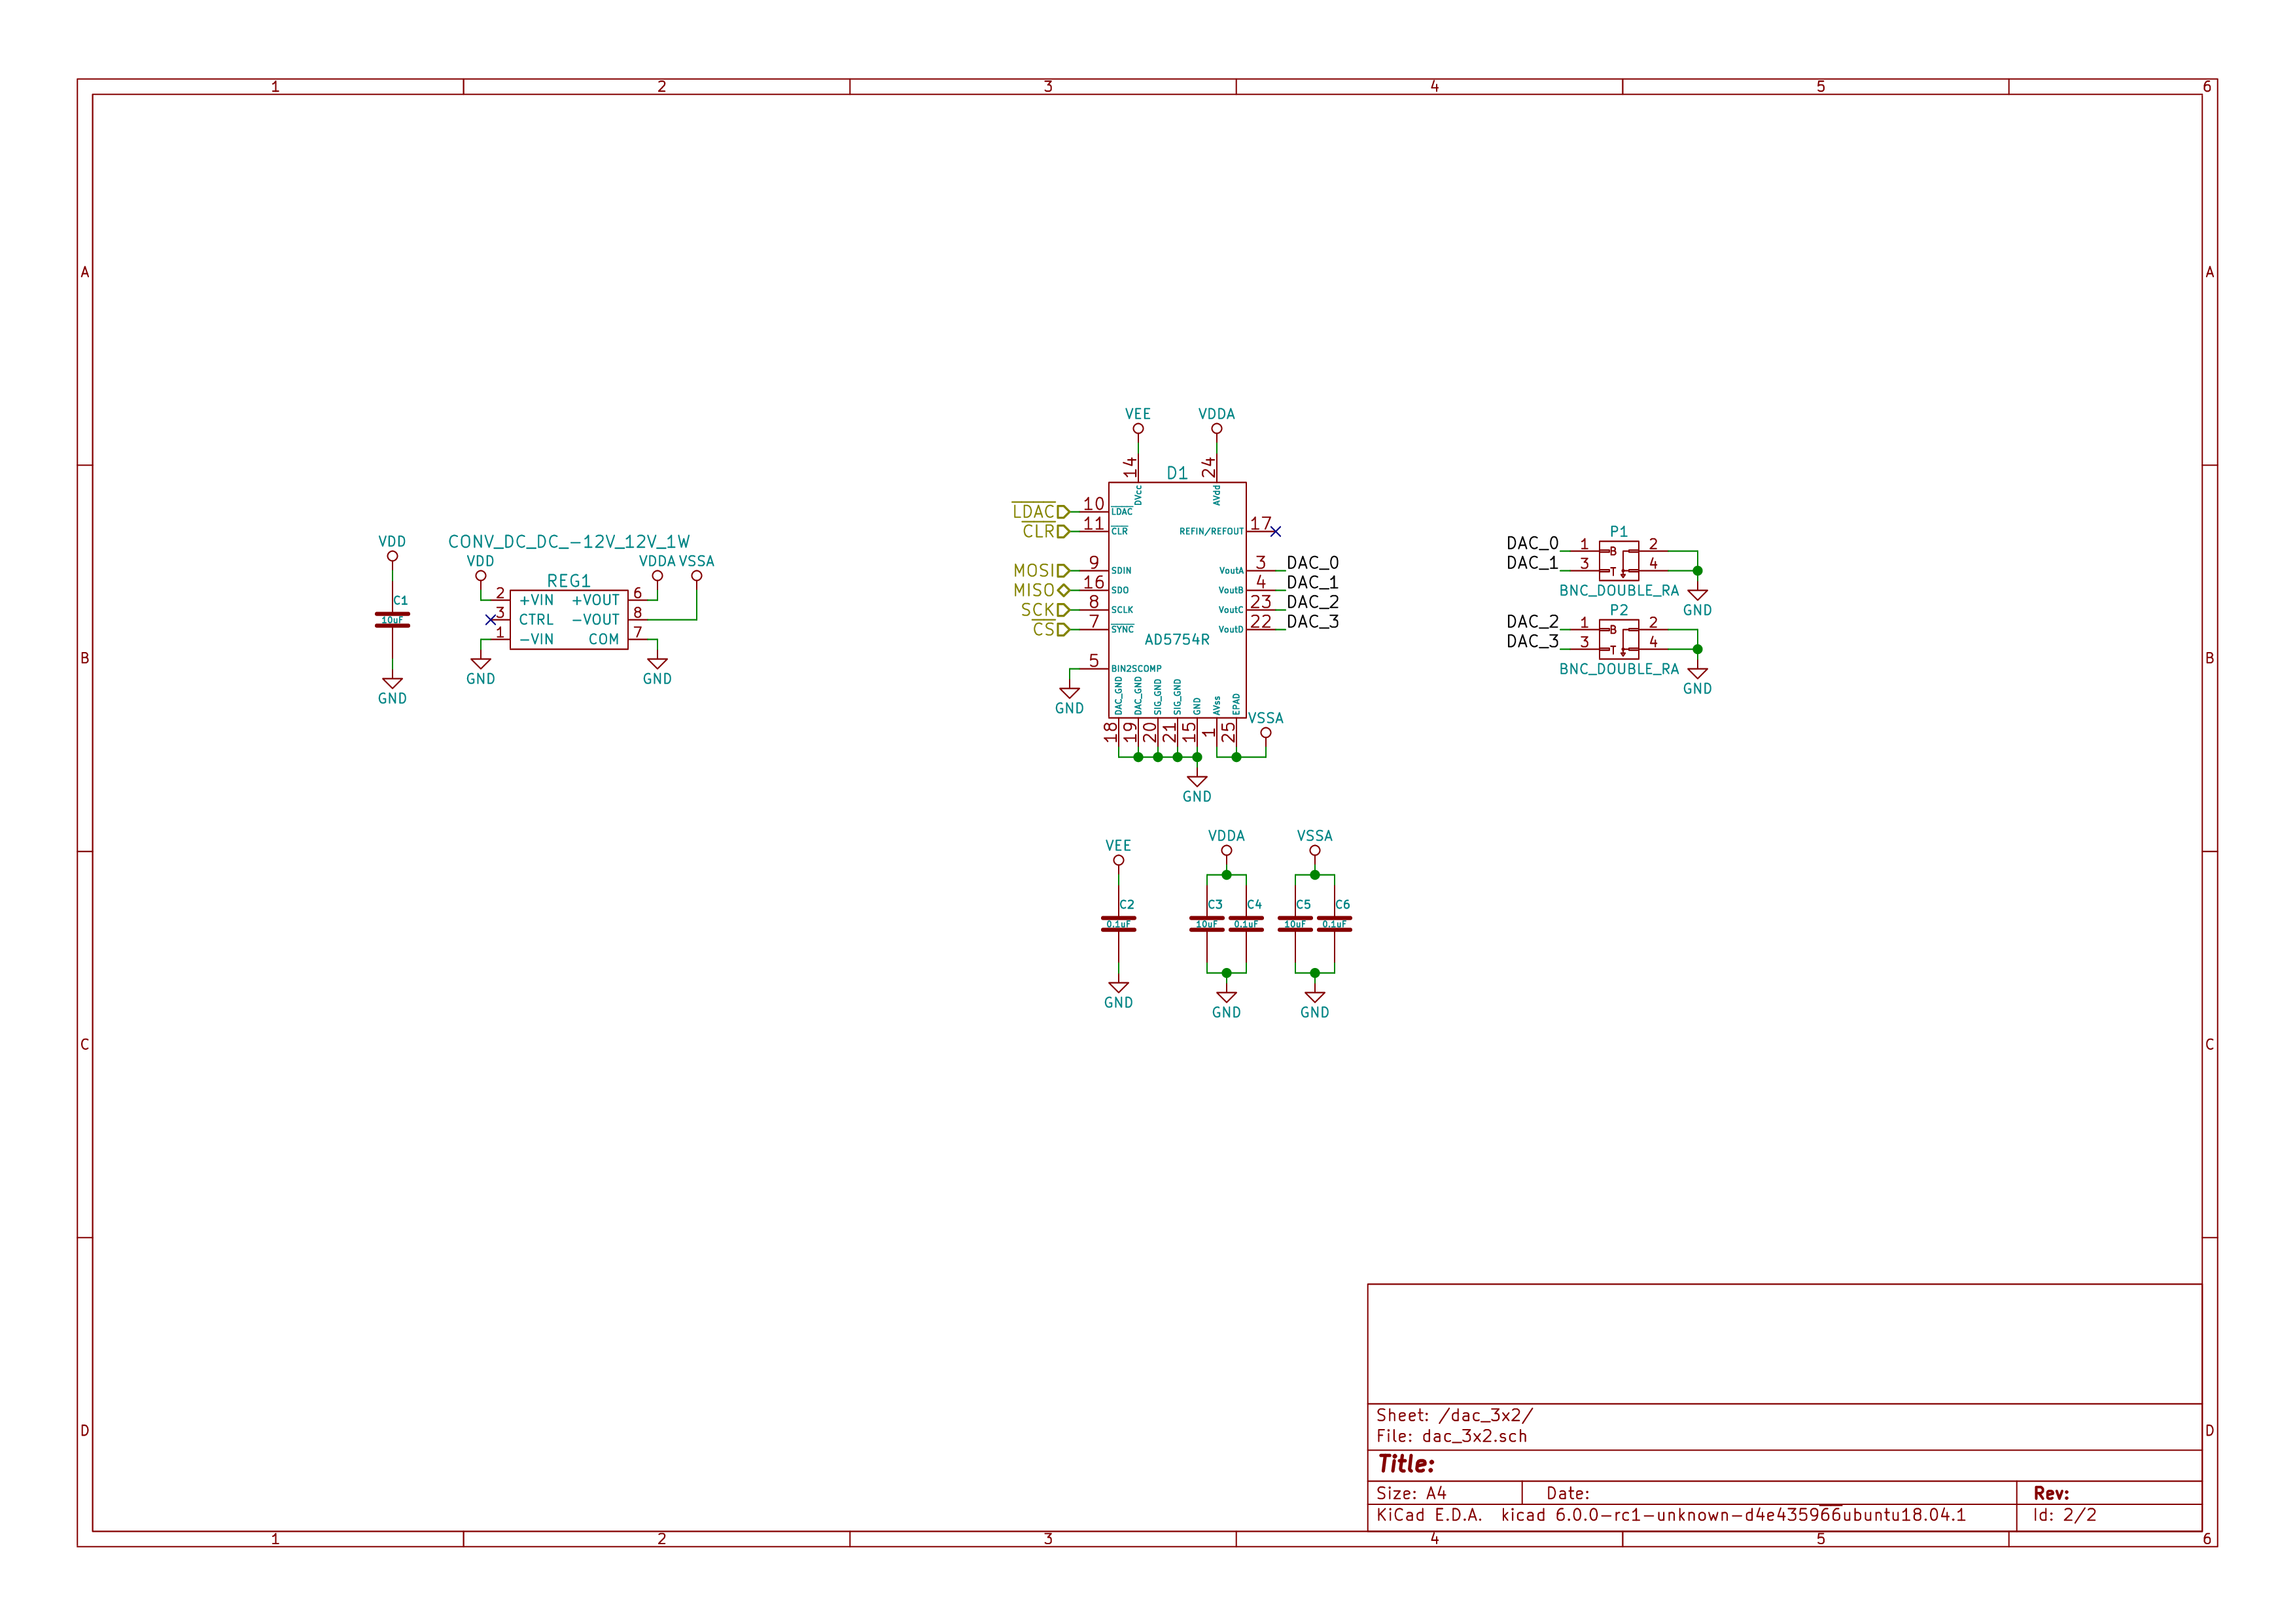 1 2 3 4 5 6
A A
VEE VDDA
14 24
D1
DVcc AVdd
LDAC 10 LDAC
CLR 11 CLR
REFIN/REFOUT 17
MOSI 9 SDIN
MISO 16 SDO
SCK 8 SCLK
CS 7 SYNC
VoutA 3 DAC_0
VoutB 4 DAC_1
VoutC 23 DAC_2
VoutD 22 DAC_3
AD5754R
5 BIN2SCOMP
GND
DAC_GND DAC_GND SIG_GND SIG_GND GND AVss EPAD
18 19 20 21 15 1 25
VSSA
GND
VDD
C1
10uF
GND
CONV_DC_DC_-12V_12V_1W
VDD VDDA VSSA
REG1
2 +VIN +VOUT 6
3 CTRL -VOUT 8
1 -VIN COM 7
GND GND
P1
DAC_0 1 B 2
DAC_1 3 T 4
BNC_DOUBLE_RA
GND
P2
DAC_2 1 B 2
DAC_3 3 T 4
BNC_DOUBLE_RA
GND
B B
VEE VDDA VSSA
C2 C3 C4 C5 C6
0.1uF 10uF 0.1uF 10uF 0.1uF
GND GND GND
C C
D D
Sheet: /dac_3x2/
File: dac_3x2.sch
Title:
Size: A4 Date: Rev:
KiCad E.D.A. kicad 6.0.0-rc1-unknown-d4e435966ubuntu18.04.1 Id: 2/2
1 2 3 4 5 6